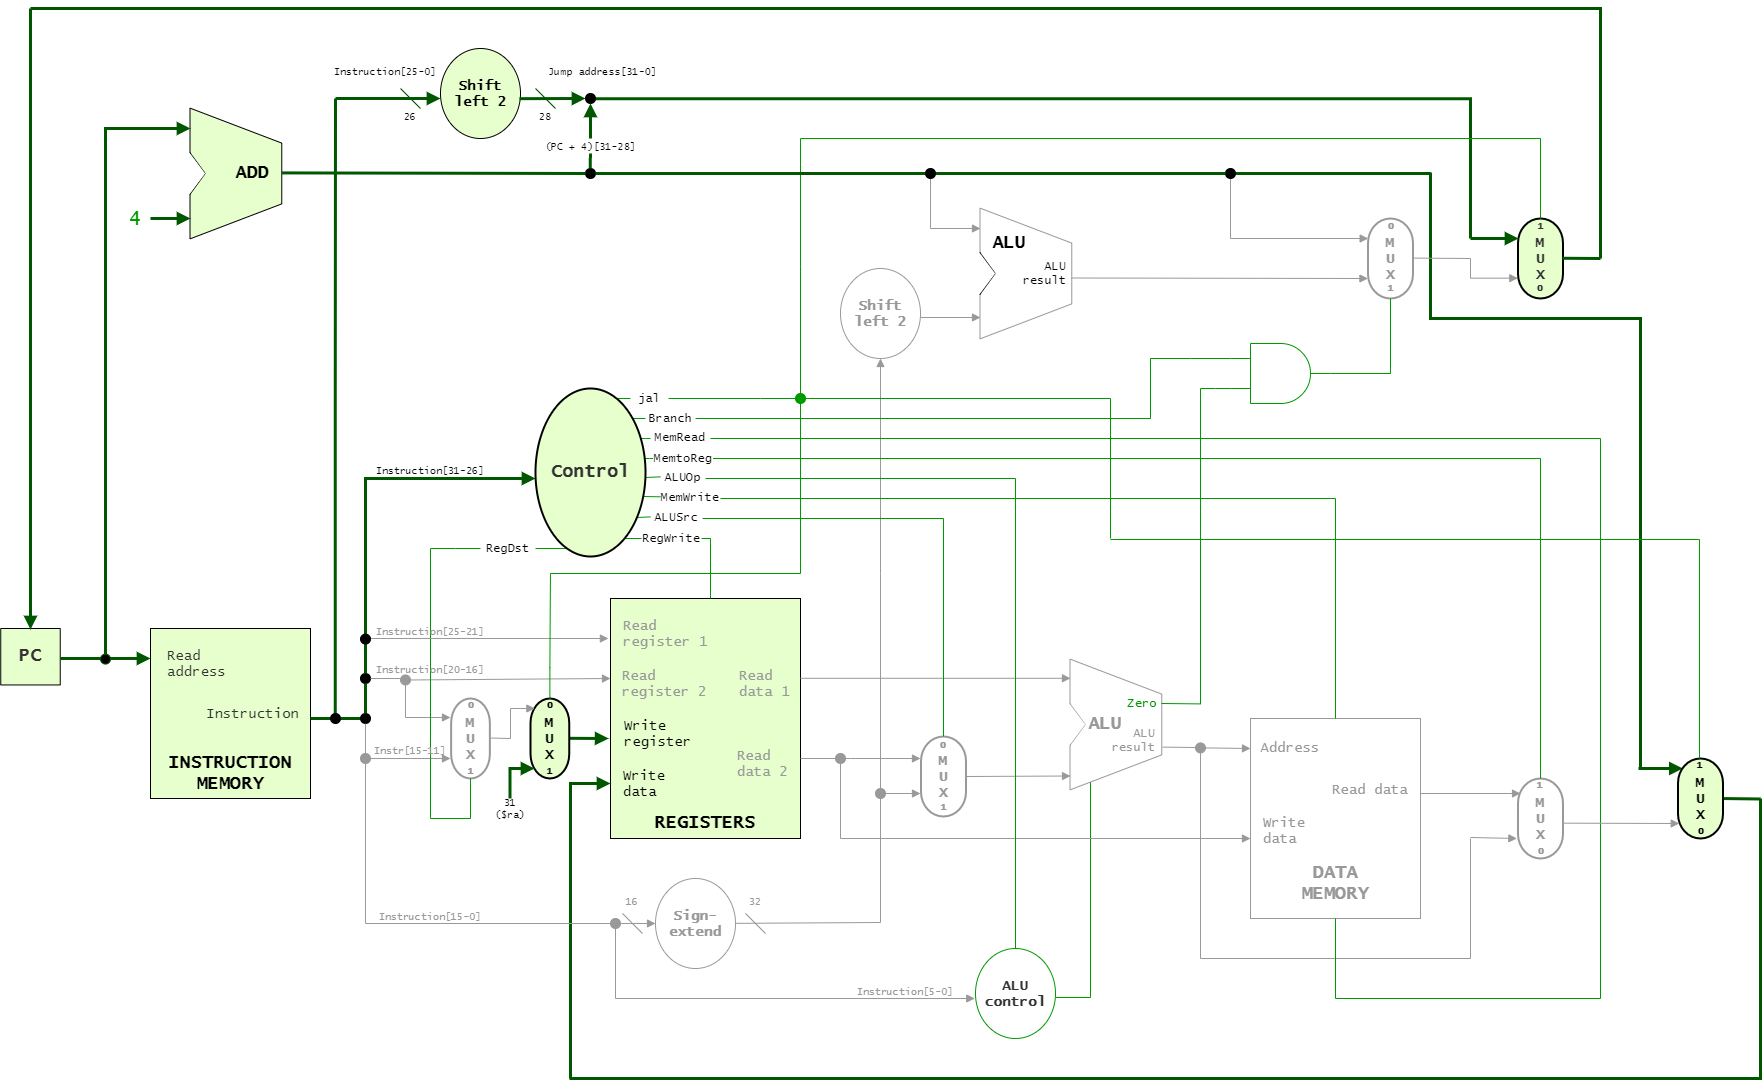 Instruction[25-0]
Shift
left 2
Jump address[31-0]
26
28
(PC + 4)[31-28]
ADD
4
ALU
ALU
result
Shift
left 2
0
M
U
X
1
1
M
U
X
0
jal
Branch
MemRead
MemtoReg
ALUOp
MemWrite
ALUSrc
RegWrite
RegDst
Control
Instruction[31-26]
PC
Read
address
Instruction
INSTRUCTION
MEMORY
Instruction[25-21]
Instruction[20-16]
Instr[15-11]
0
M
U
X
1
0
M
U
X
1
31
($ra)
Read
register 1
Read
register 2
Write
register
Write
data
Read
data 1
Read
data 2
REGISTERS
0
M
U
X
1
Zero
ALU
ALU
result
Address
Read data
Write
data
DATA
MEMORY
1
M
U
X
0
1
M
U
X
0
Instruction[15-0]
16
Sign-
extend
32
Instruction[5-0]
ALU
control